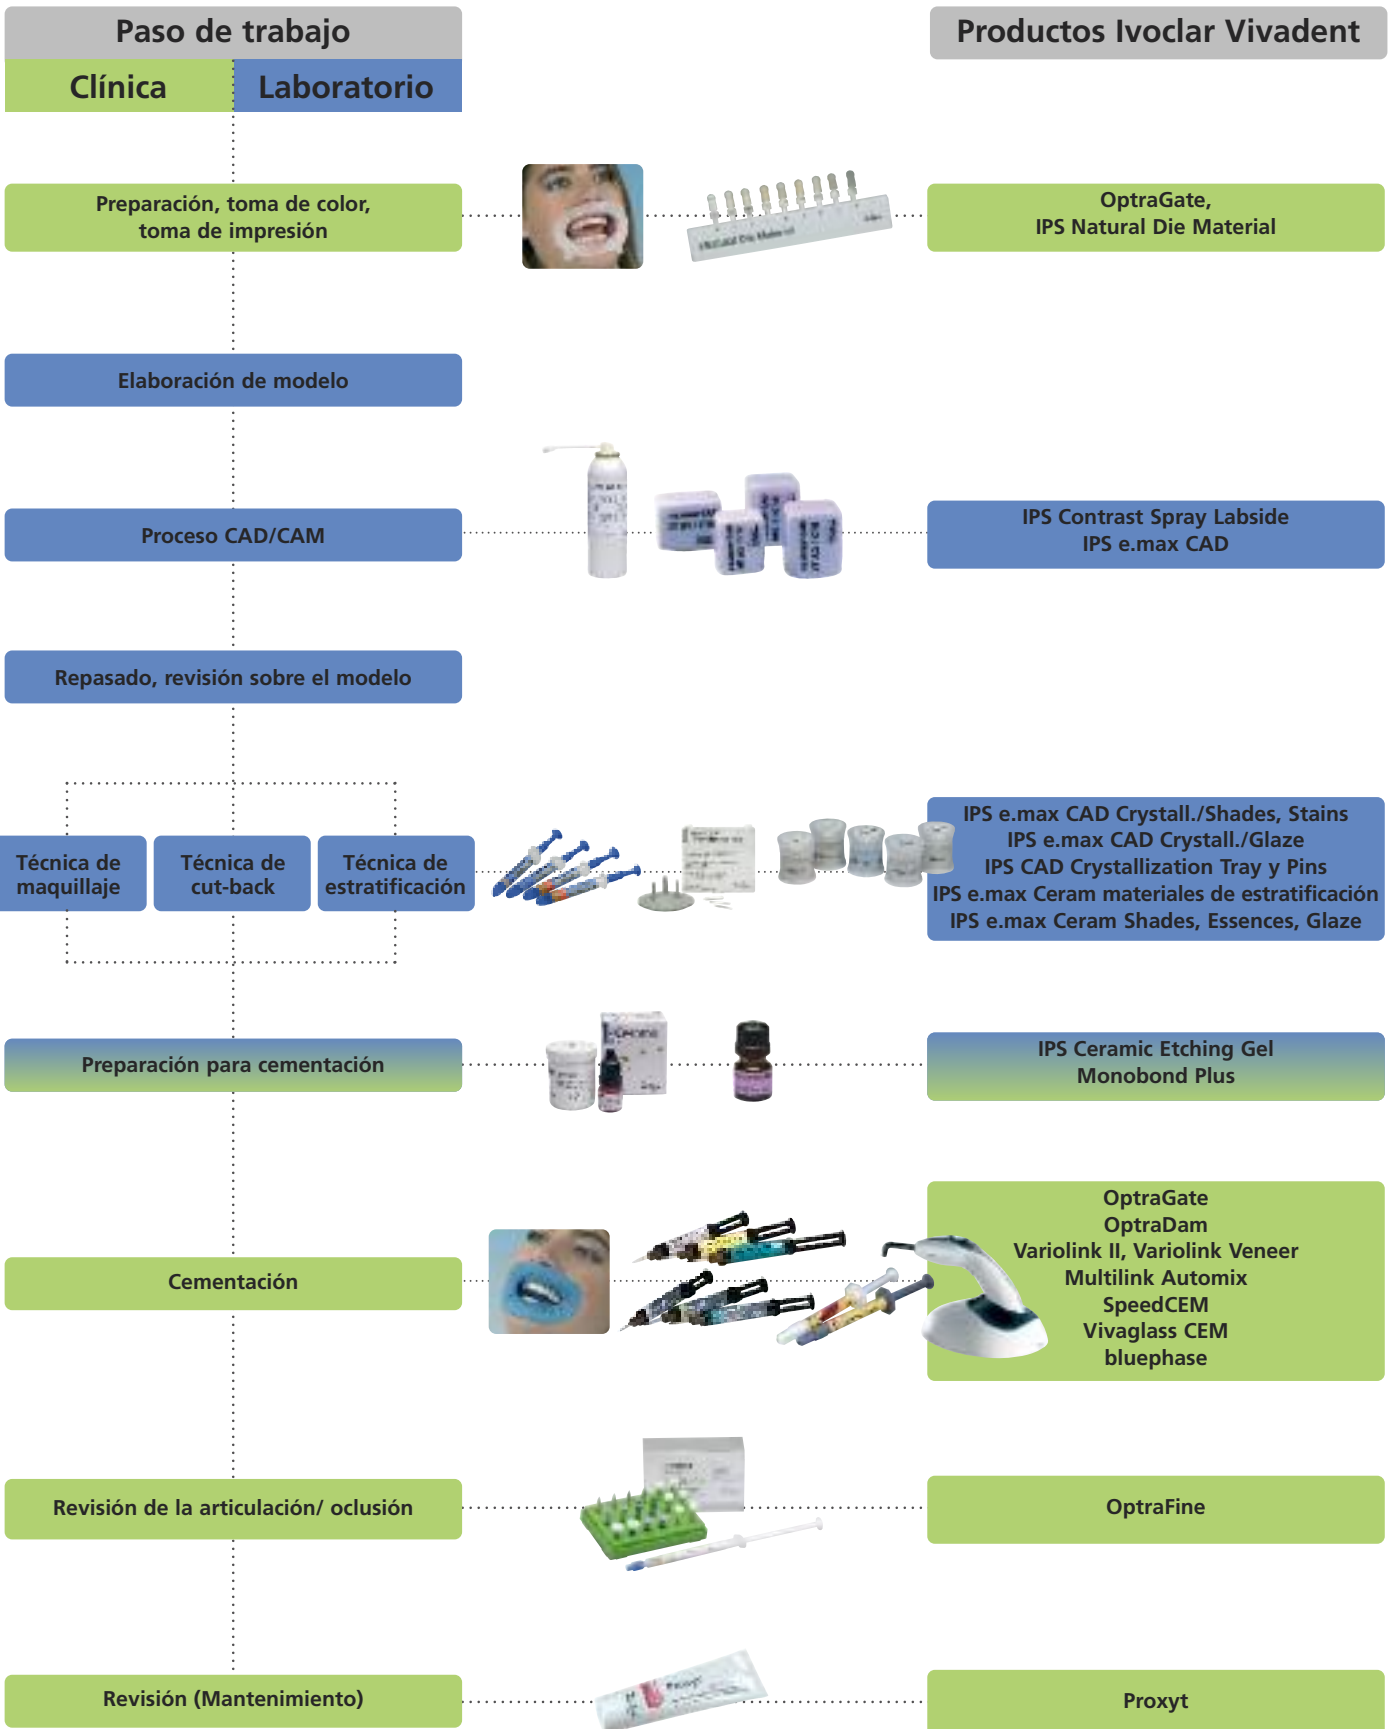 Paso de trabajo
Productos Ivoclar Vivadent
Clínica
Laboratorio
Preparación, toma de color,
toma de impresión
OptraGate,
IPS Natural Die Material
Elaboración de modelo
Proceso CAD/CAM
IPS Contrast Spray Labside
IPS e.max CAD
Repasado, revisión sobre el modelo
Técnica de
maquillaje
Técnica de
cut-back
Técnica de
estratificación
IPS e.max CAD Crystall./Shades, Stains
IPS e.max CAD Crystall./Glaze
IPS CAD Crystallization Tray y Pins
IPS e.max Ceram materiales de estratificación
IPS e.max Ceram Shades, Essences, Glaze
Preparación para cementación
IPS Ceramic Etching Gel
Monobond Plus
Cementación
OptraGate
OptraDam
Variolink II, Variolink Veneer
Multilink Automix
SpeedCEM
Vivaglass CEM
bluephase
Revisión de la articulación/ oclusión
OptraFine
Revisión (Mantenimiento)
Proxyt
Proxyt